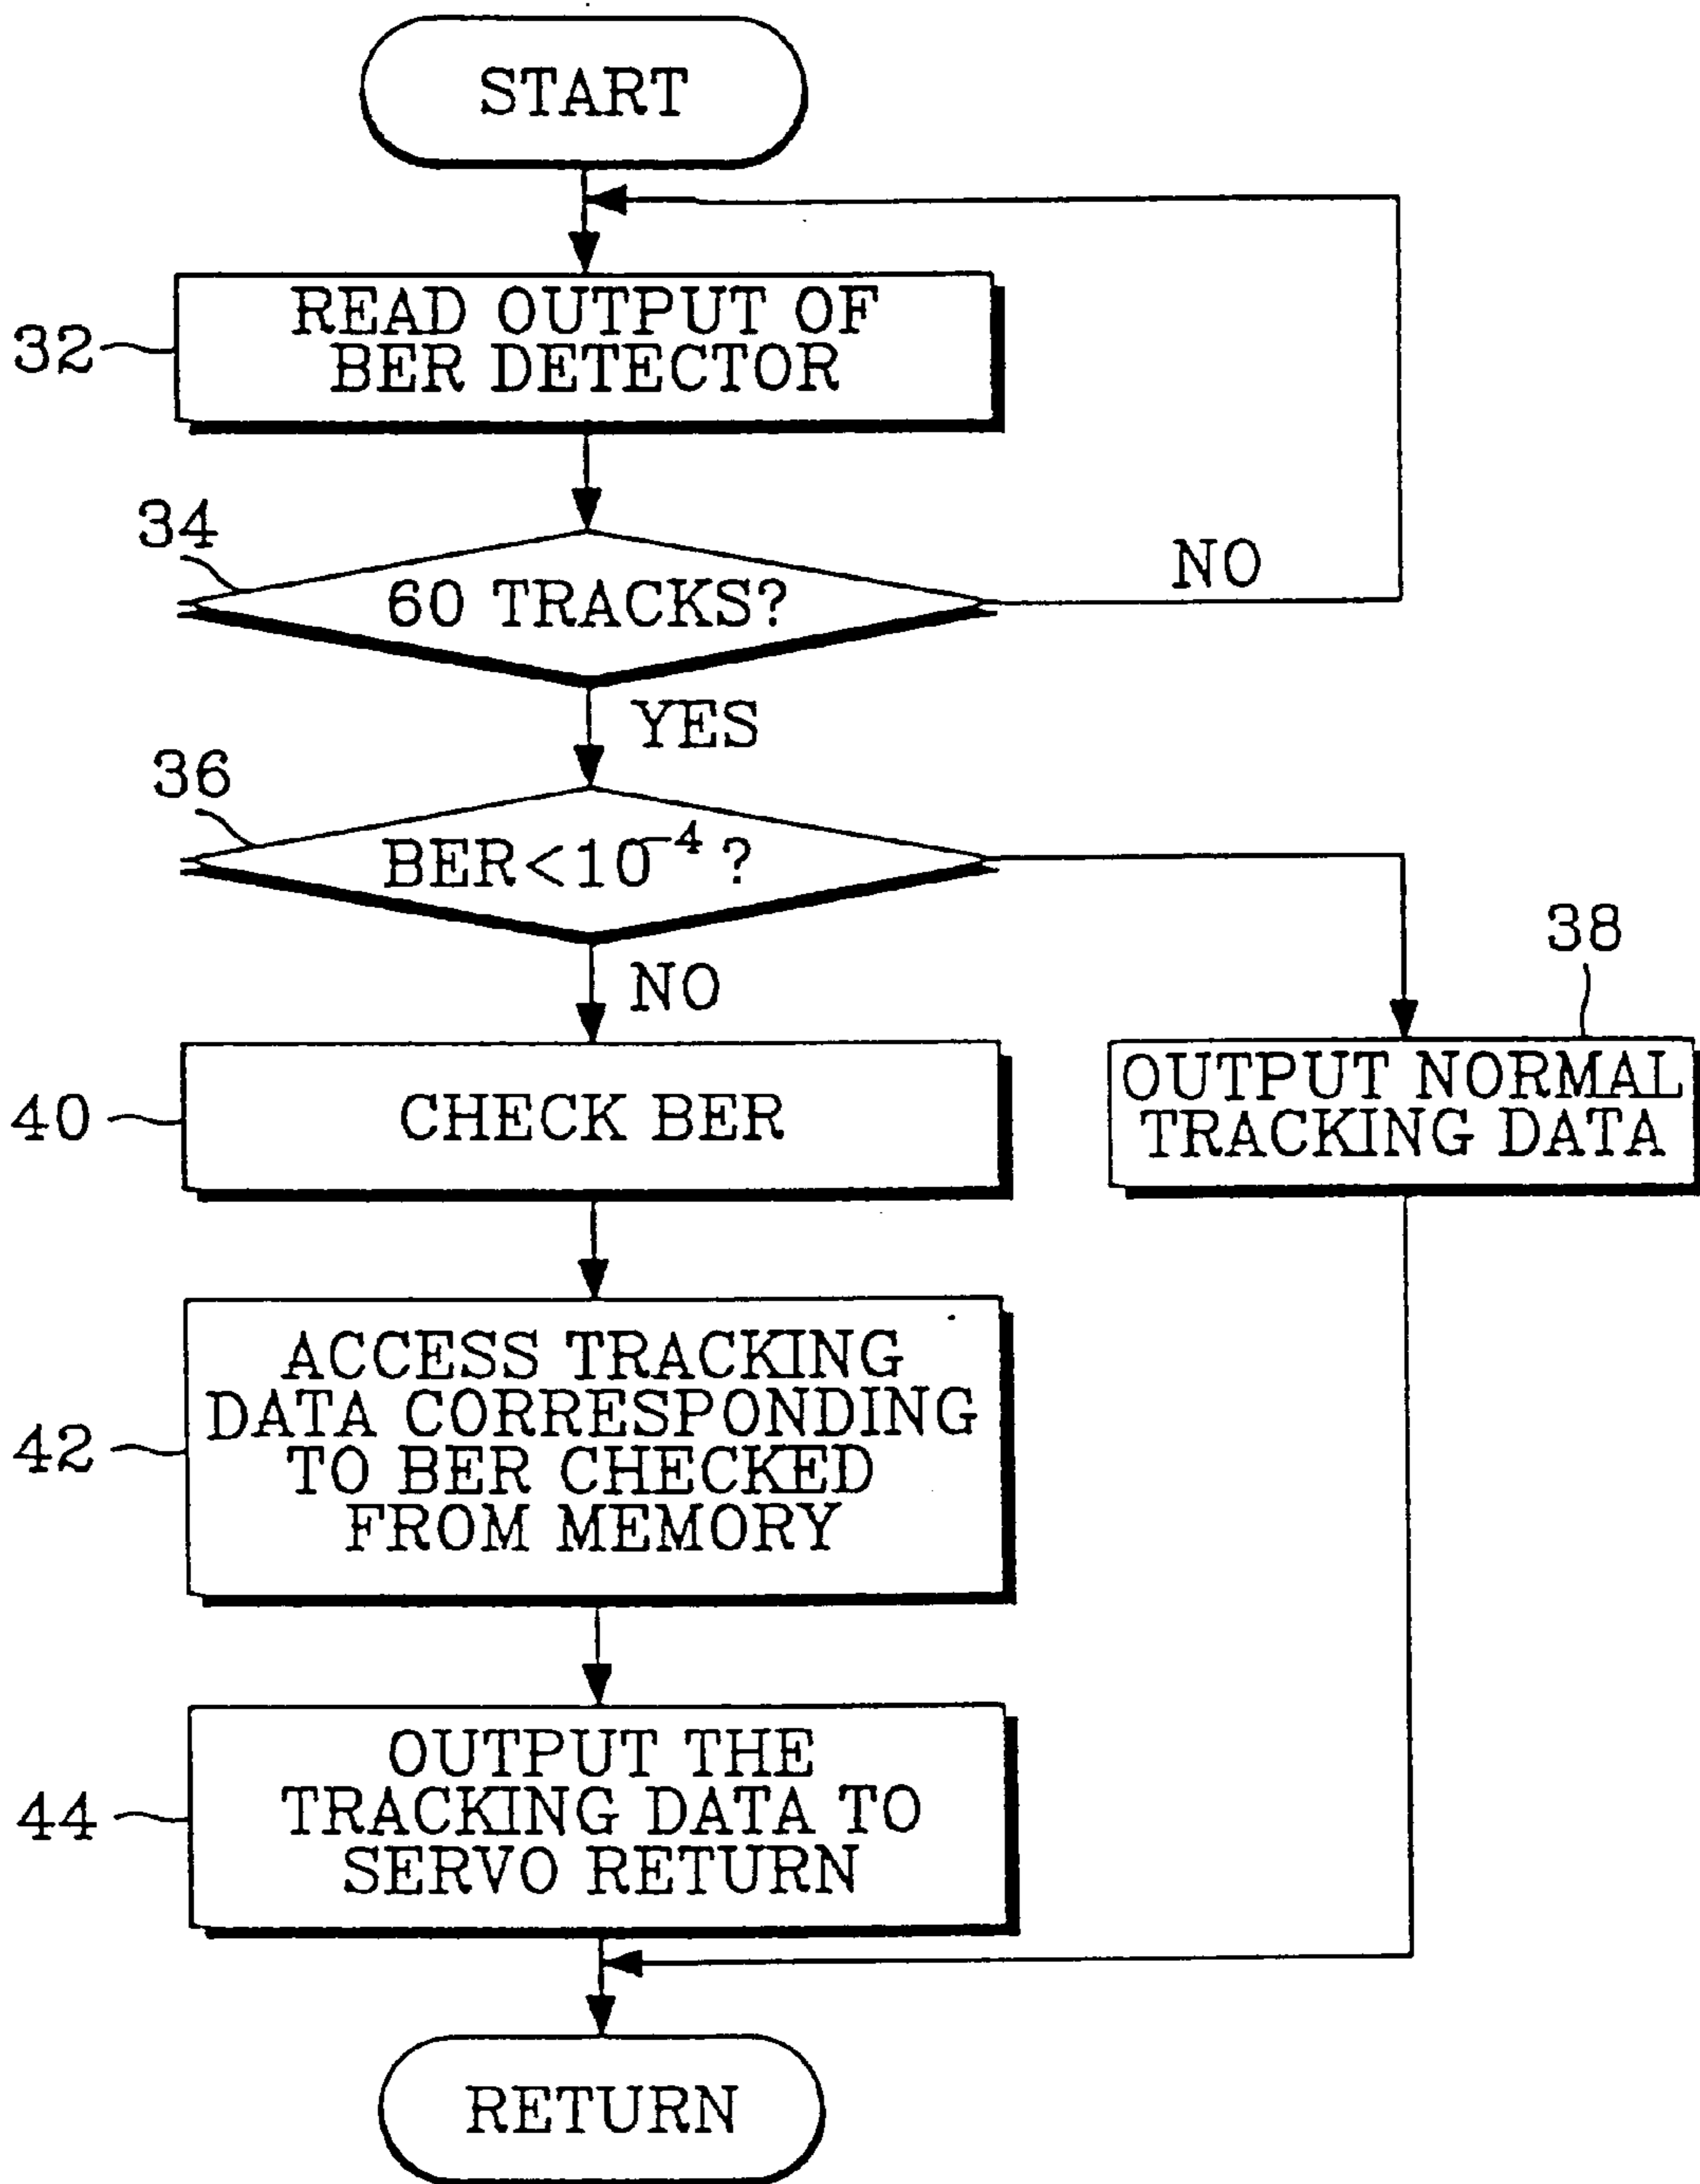 START
32
READ OUTPUT OF
BER DETECTOR
34
60 TRACKS?
NO
YES
36
BER<10⁻⁴ ?
NO
38
OUTPUT NORMAL
TRACKING DATA
40
CHECK BER
42
ACCESS TRACKING
DATA CORRESPONDING
TO BER CHECKED
FROM MEMORY
44
OUTPUT THE
TRACKING DATA TO
SERVO RETURN
RETURN